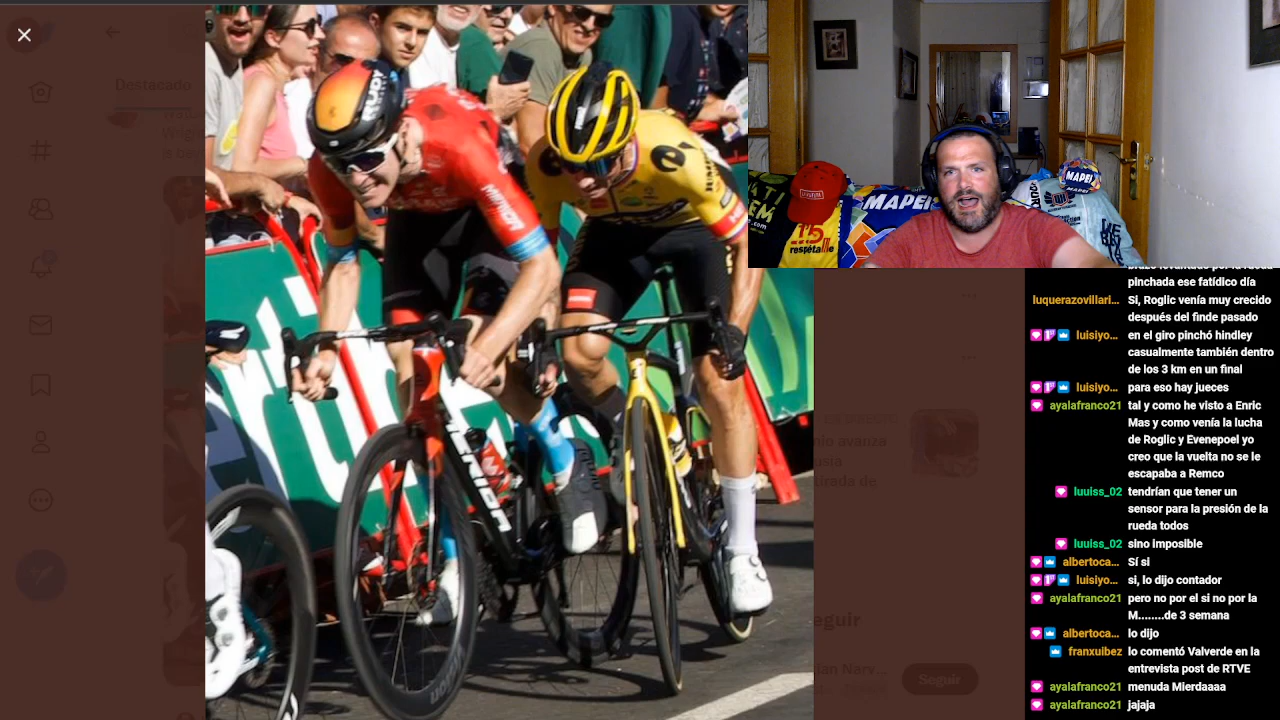 Destacado
RUDY
MERIDA
MERIDA
MAPEI
MAPEI
respétalle
pinchada ese fatídico día
luquerazovillari... Si, Roglic venía muy crecido
después del finde pasado
luisiyo... en el giro pinchó hindley
casualmente también dentro
de los 3 km en un final
luisiyo... para eso hay jueces
ayalafranco21 tal y como he visto a Enric
Mas y como venía la lucha
de Roglic y Evenepoel yo
creo que la vuelta no se le
escapaba a Remco
luuiss_02 tendrían que tener un
sensor para la presión de la
rueda todos
luuiss_02 sino imposible
albertoca... Sí si
luisiyo... si, lo dijo contador
ayalafranco21 pero no por el si no por la
M........de 3 semana
albertoca... lo dijo
franxuibez lo comentó Valverde en la
entrevista post de RTVE
ayalafranco21 menuda Mierdaaaa
ayalafranco21 jajaja
avanza
Seguir